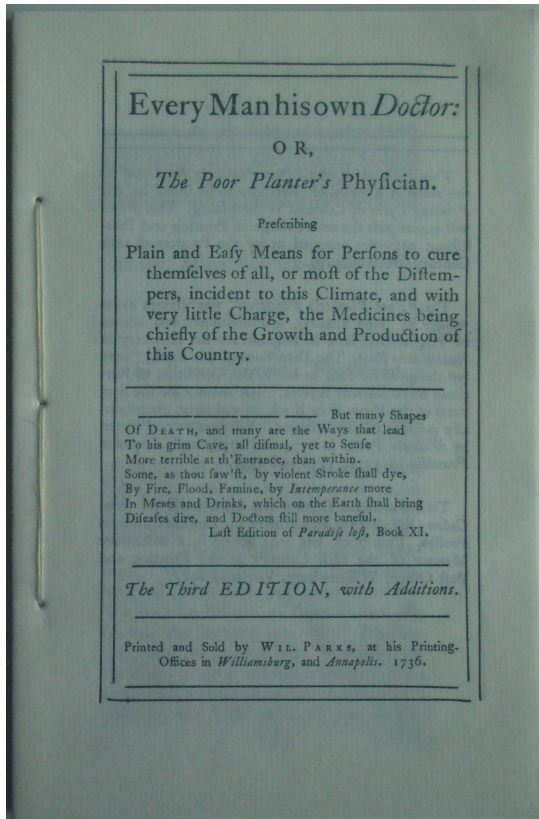 Every Man his own Doctor:
OR,
The Poor Planter's Phyſician.
Preſcribing
Plain and Eaſy Means for Perſons to cure
themſelves of all, or moſt of the Diſtem-
pers, incident to this Climate, and with
very little Charge, the Medicines being
chiefly of the Growth and Production of
this Country.
But many Shapes
Of DEATH, and many are the Ways that lead
To his grim Cave, all diſmal, yet to Senſe
More terrible at th'Entrance, than within.
Some, as thou ſaw'ſt, by violent Stroke ſhall dye,
By Fire, Flood, Famine, by Intemperance more
In Meats and Drinks, which on the Earth ſhall bring
Diſeaſes dire, and Doctors ſtill more baneful.
Laſt Edition of Paradiſe loſt, Book XI.
The Third EDITION, with Additions.
Printed and Sold by WIL. PARKS, at his Printing-
Offices in Williamsburg, and Annapolis. 1736.